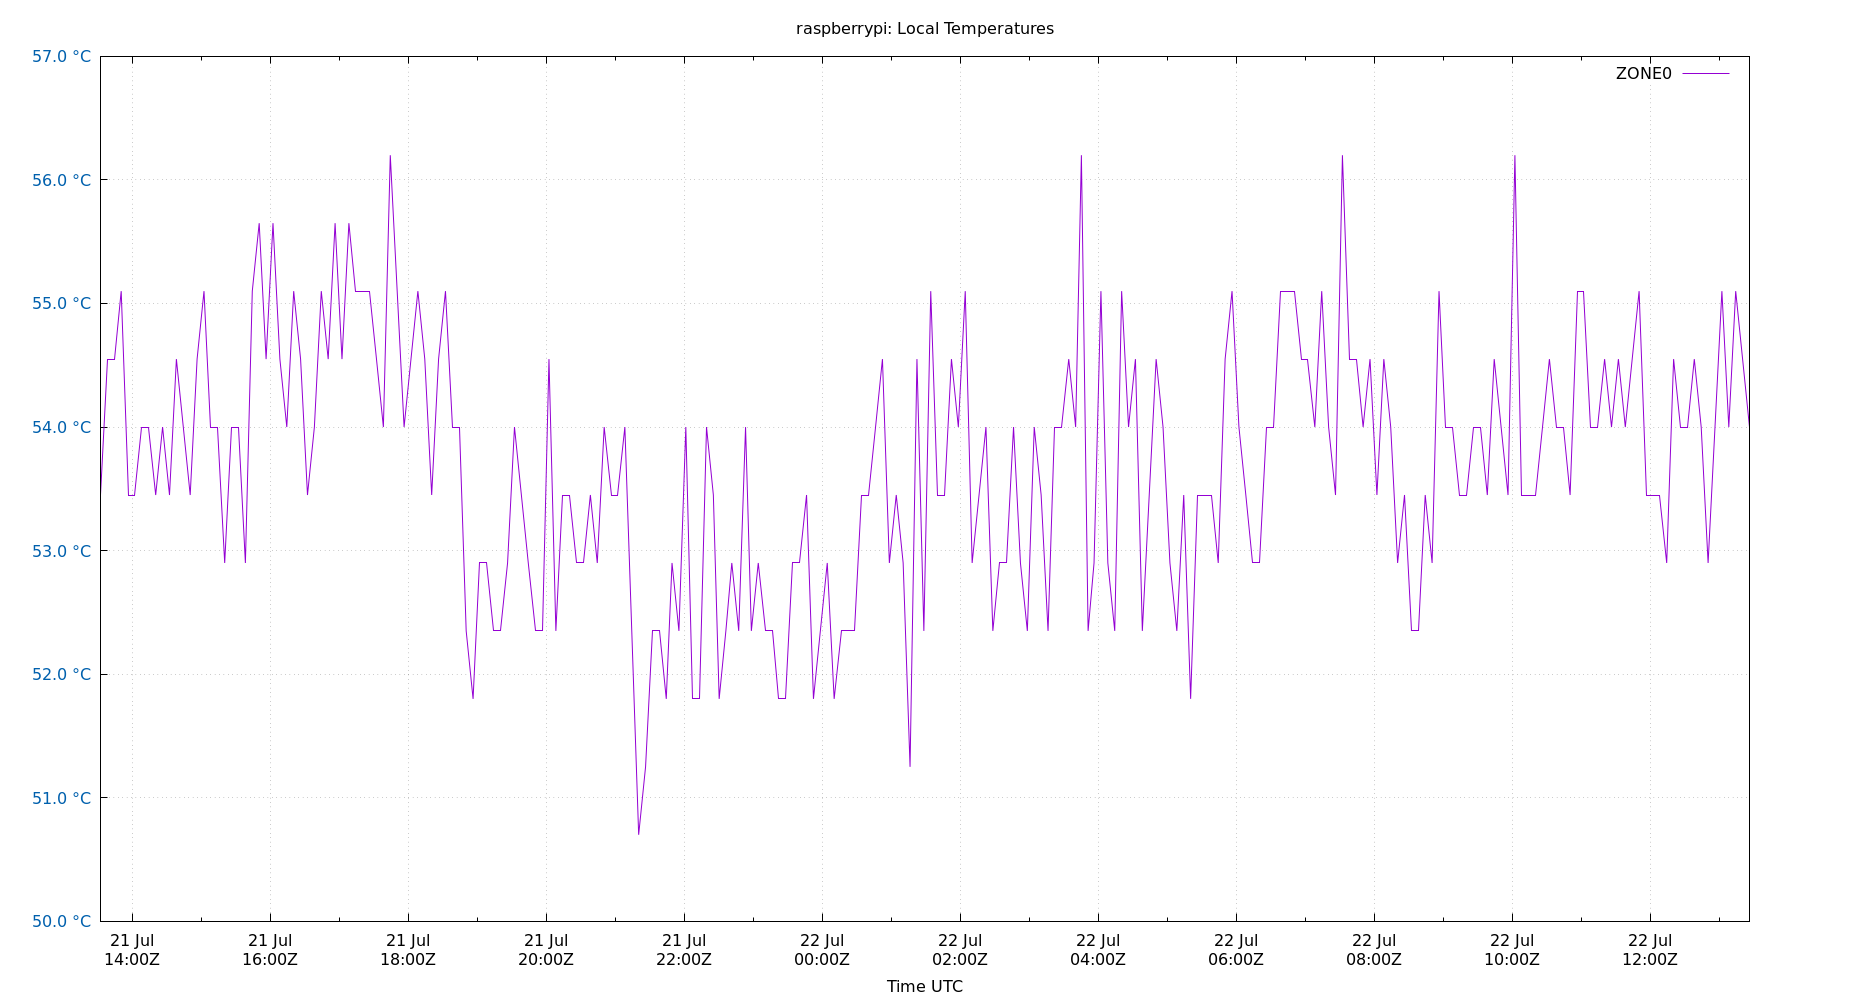 raspberrypi: Local Temperatures
57.0 °C
ZONE0
56.0 °C
55.0 °C
54.0 °C
53.0 °C
52.0 °C
51.0 °C
50.0 °C
21 Jul 21 Jul 21 Jul 21 Jul 21 Jul 22 Jul 22 Jul 22 Jul 22 Jul 22 Jul 22 Jul 22 Jul
14:00Z 16:00Z 18:00Z 20:00Z 22:00Z 00:00Z 02:00Z 04:00Z 06:00Z 08:00Z 10:00Z 12:00Z
Time UTC